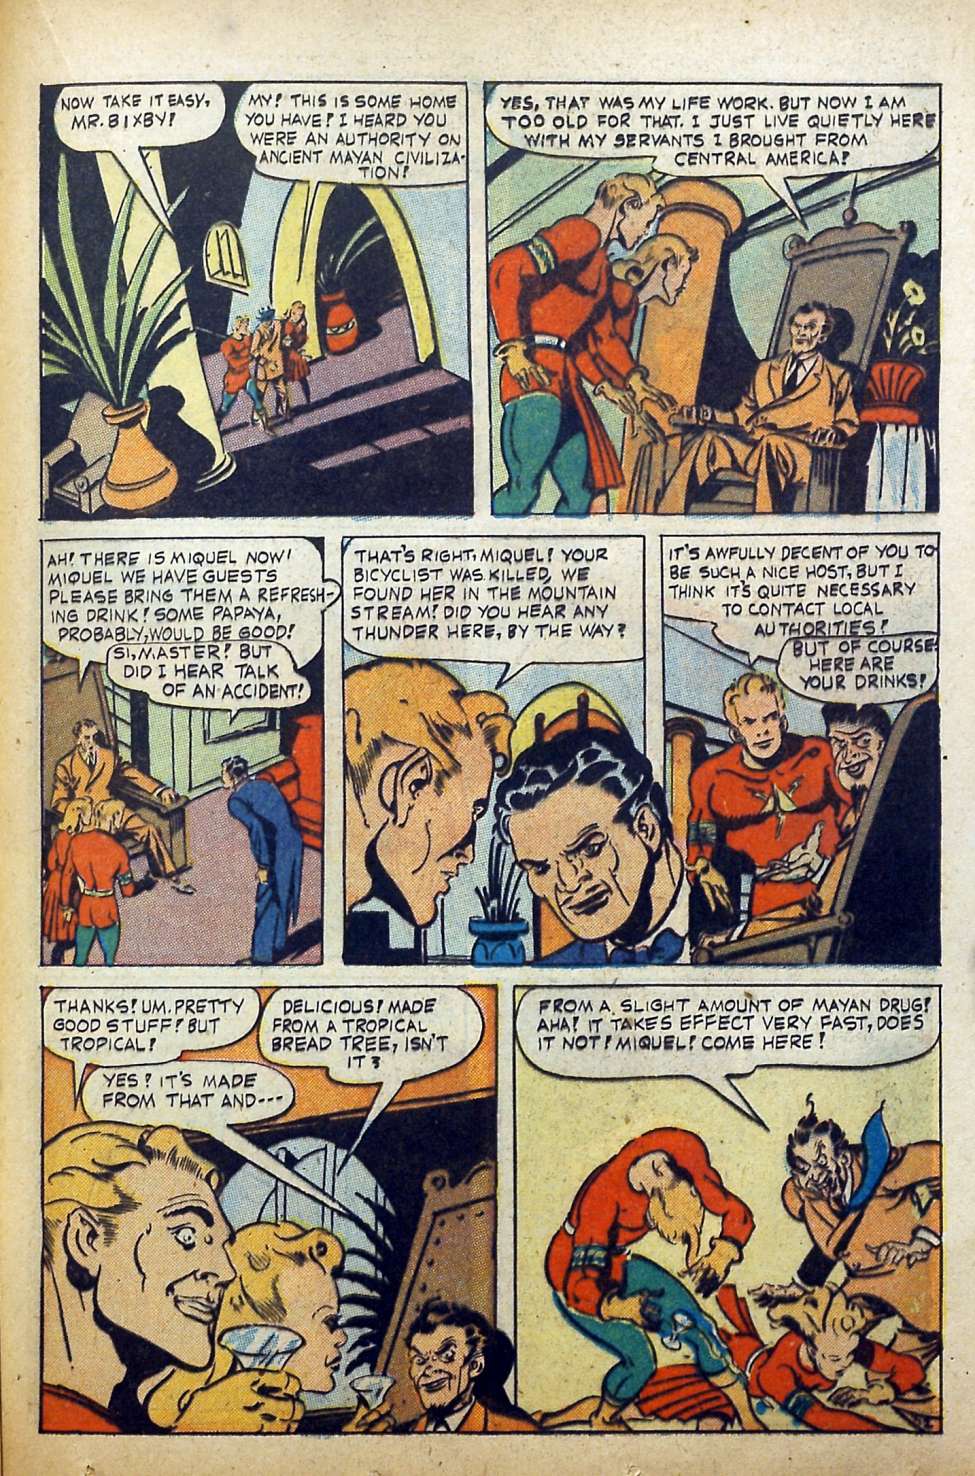 NOW TAKE IT EASY,
MR. BIXBY!
MY! THIS IS SOME HOME
YOU HAVE! I HEARD YOU
WERE AN AUTHORITY ON
ANCIENT MAYAN CIVILIZA-
TION!
YES, THAT WAS MY LIFE WORK. BUT NOW I AM
TOO OLD FOR THAT. I JUST LIVE QUIETLY HERE
WITH MY SERVANTS I BROUGHT FROM
CENTRAL AMERICA!
AH! THERE IS MIQUEL NOW!
MIQUEL WE HAVE GUESTS
PLEASE BRING THEM A REFRESH-
ING DRINK! SOME PAPAYA,
PROBABLY, WOULD BE GOOD!
SI, MASTER! BUT
DID I HEAR TALK
OF AN ACCIDENT!
THAT'S RIGHT, MIQUEL! YOUR
BICYCLIST WAS KILLED, WE
FOUND HER IN THE MOUNTAIN
STREAM! DID YOU HEAR ANY
THUNDER HERE, BY THE WAY?
IT'S AWFULLY DECENT OF YOU TO
BE SUCH A NICE HOST, BUT I
THINK IT'S QUITE NECESSARY
TO CONTACT LOCAL
AUTHORITIES!
BUT OF COURSE!
HERE ARE
YOUR DRINKS!
THANKS! UM. PRETTY
GOOD STUFF! BUT
TROPICAL!
DELICIOUS! MADE
FROM A TROPICAL
BREAD TREE, ISN'T
IT?
YES? IT'S MADE
FROM THAT AND---
FROM A SLIGHT AMOUNT OF MAYAN DRUG!
AHA! IT TAKES EFFECT VERY FAST, DOES
IT NOT! MIQUEL! COME HERE!
2